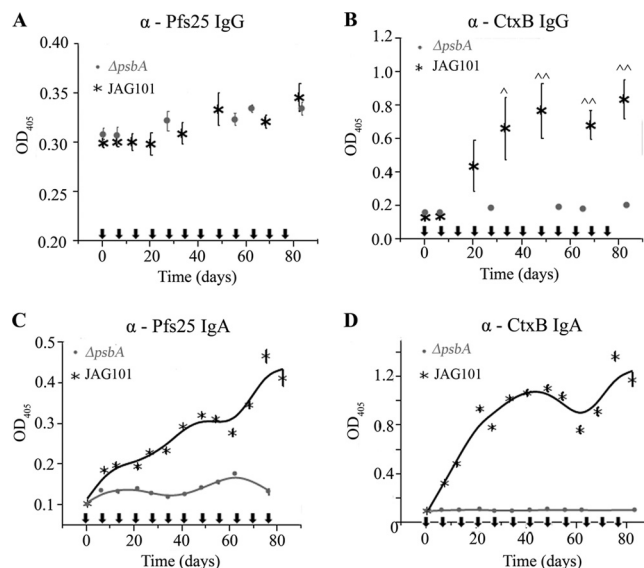 A
α - Pfs25 IgG
ΔpsbA
JAG101
OD405
0.40
0.35
0.30
0.25
0.20
0 20 40 60 80
Time (days)
B
α - CtxB IgG
ΔpsbA
JAG101
OD405
1.2
1.0
0.8
0.6
0.4
0.2
0.0
^ ^^ ^^ ^^
0 20 40 60 80
Time (days)
C
α - Pfs25 IgA
ΔpsbA
JAG101
OD405
0.5
0.4
0.3
0.2
0.1
0 20 40 60 80
Time (days)
D
α - CtxB IgA
ΔpsbA
JAG101
OD405
1.2
0.8
0.4
0
0 20 40 60 80
Time (days)